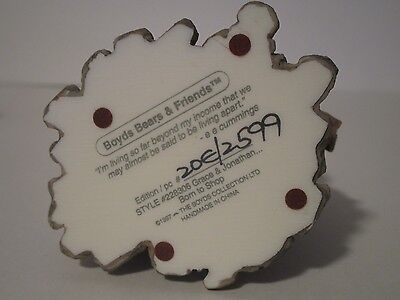 Boyds Bears & Friends™
"I'm living so far beyond my income that we
may almost be said to be living apart."
- e e cummings
Edition / pc # 20E/2599
STYLE #228306 Grace & Jonathan...
Born to Shop
©1997 THE BOYDS COLLECTION LTD
HANDMADE IN CHINA